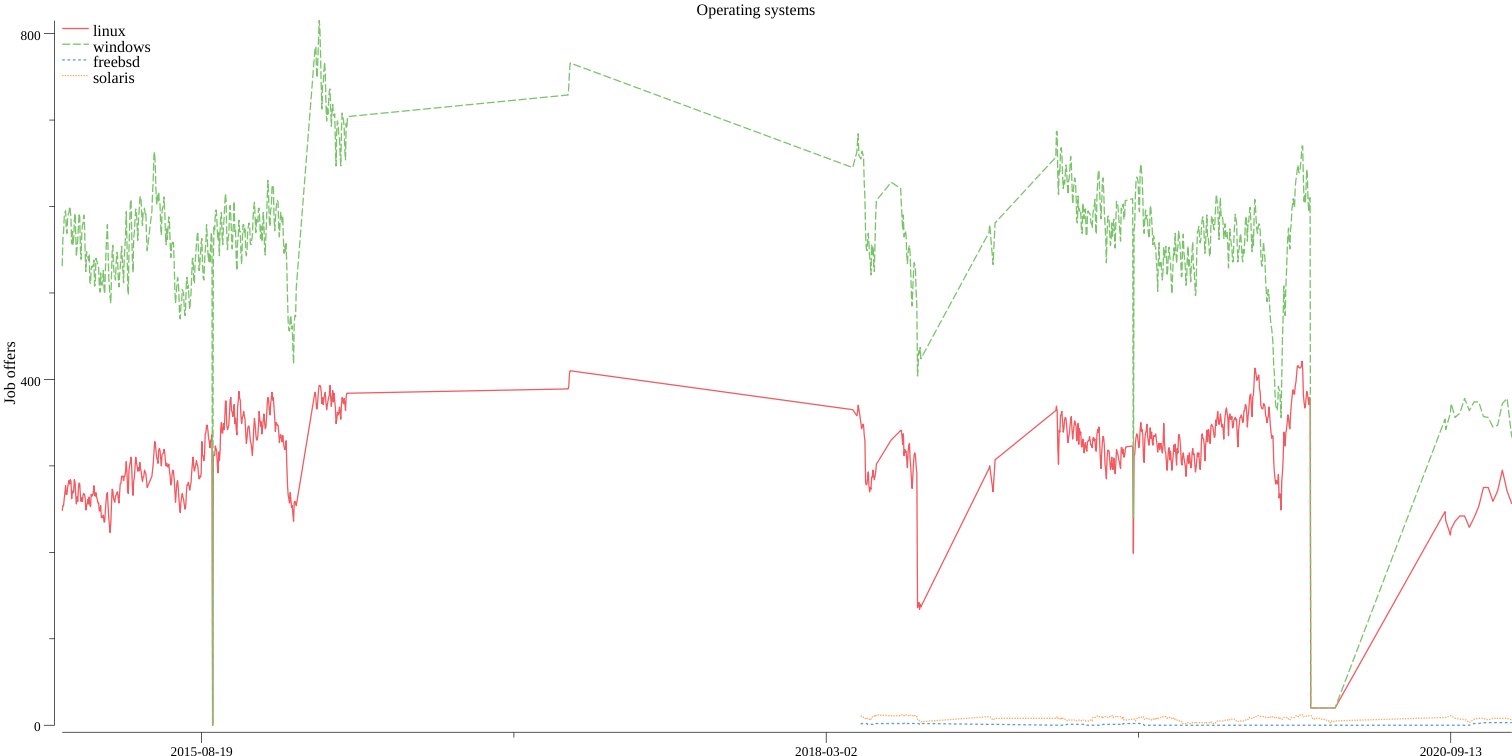 Operating systems
linux
windows
freebsd
solaris
800
400
0
Job offers
2015-08-19
2018-03-02
2020-09-13